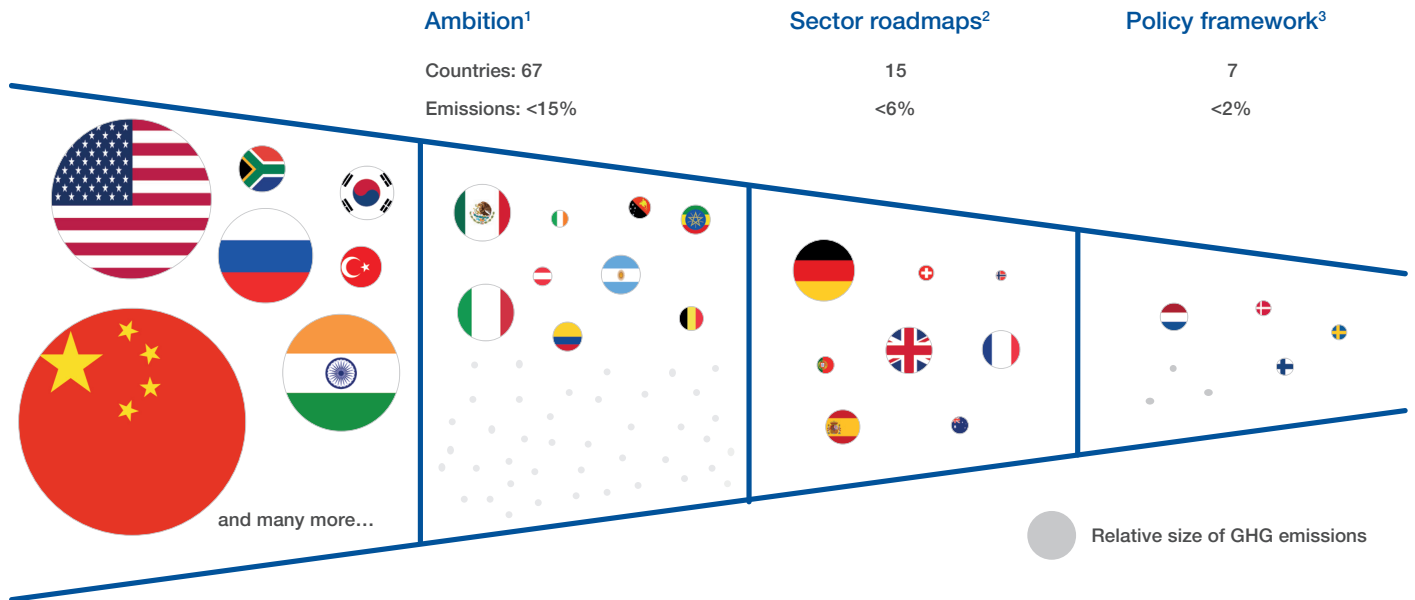 Ambition¹ Sector roadmaps² Policy framework³
Countries: 67 15 7
Emissions: <15% <6% <2%
and many more…
Relative size of GHG emissions